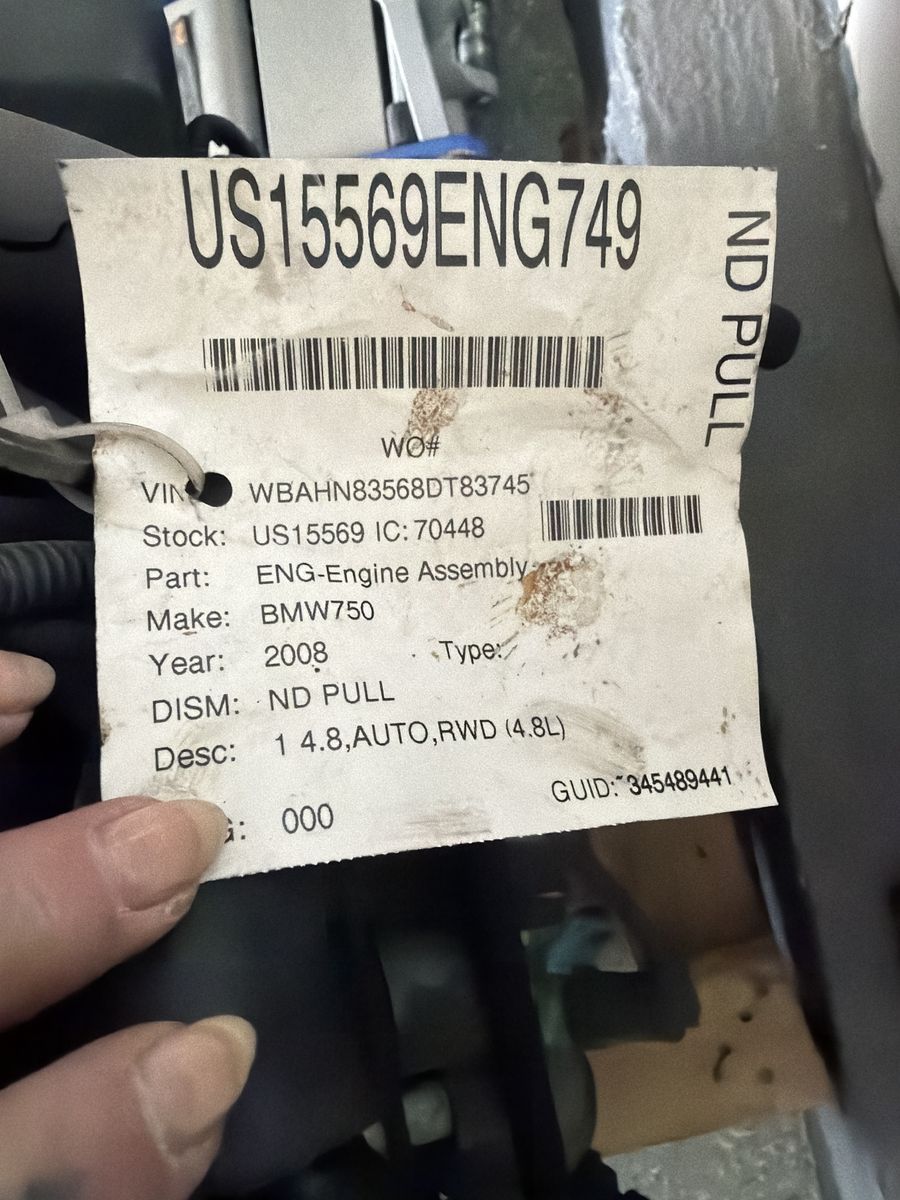 US15569ENG749
ND PULL
WO#
VIN WBAHN83568DT83745
Stock: US15569 IC: 70448
Part: ENG-Engine Assembly
Make: BMW750
Year: 2008 Type:
DISM: ND PULL
Desc: 1 4.8,AUTO,RWD (4.8L)
GUID: 345489441
000